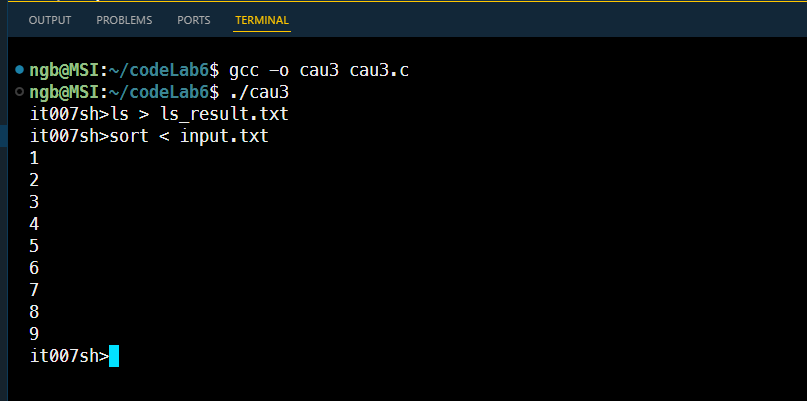 OUTPUT PROBLEMS PORTS TERMINAL
ngb@MSI:~/codeLab6$ gcc -o cau3 cau3.c
ngb@MSI:~/codeLab6$ ./cau3
it007sh>ls > ls_result.txt
it007sh>sort < input.txt
1
2
3
4
5
6
7
8
9
it007sh>